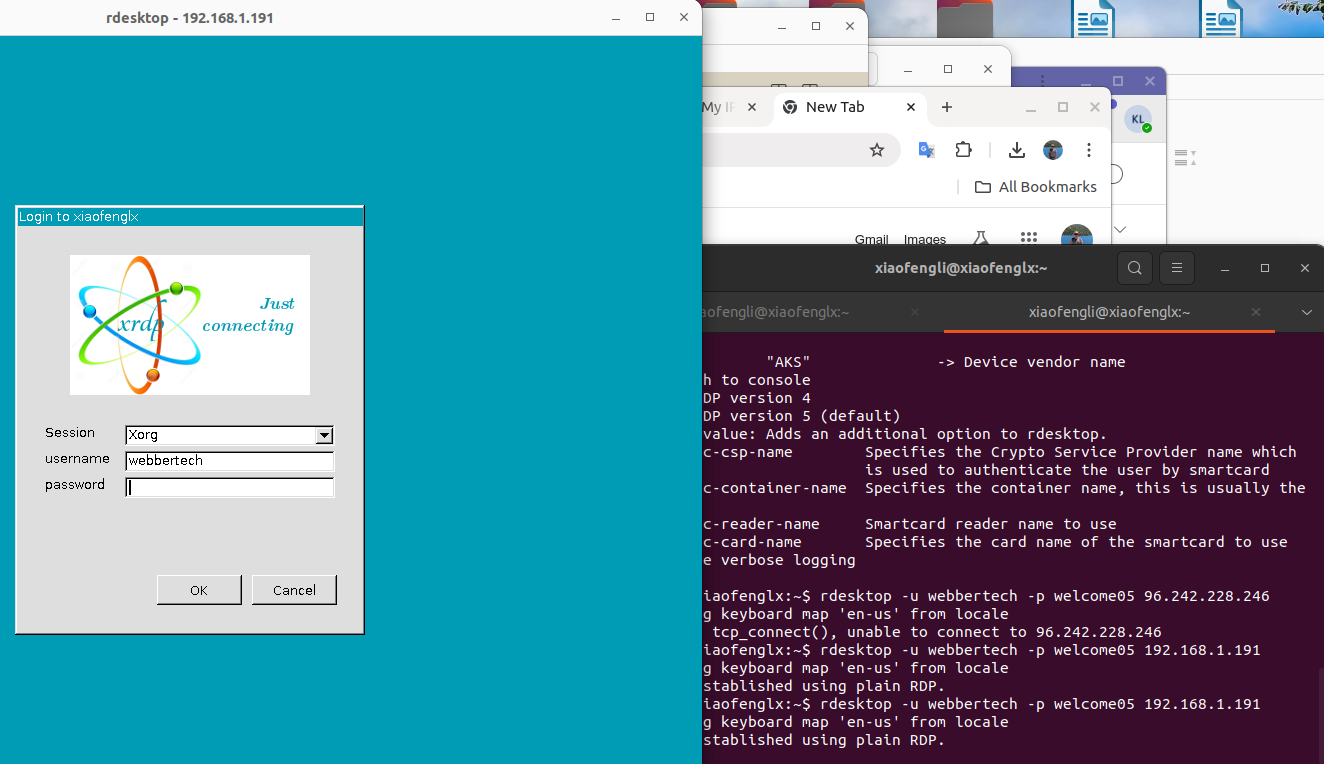 rdesktop - 192.168.1.191
Login to xiaofenglx
xrdp
Just
connecting
Session
Xorg
username
webbertech
password
OK
Cancel
My IP
New Tab
KL
All Bookmarks
Gmail
Images
xiaofengli@xiaofenglx:~
aofengli@xiaofenglx:~
xiaofengli@xiaofenglx:~
"AKS" -> Device vendor name
h to console
DP version 4
DP version 5 (default)
value: Adds an additional option to rdesktop.
c-csp-name Specifies the Crypto Service Provider name which
is used to authenticate the user by smartcard
c-container-name Specifies the container name, this is usually the
c-reader-name Smartcard reader name to use
c-card-name Specifies the card name of the smartcard to use
e verbose logging
iaofenglx:~$ rdesktop -u webbertech -p welcome05 96.242.228.246
g keyboard map 'en-us' from locale
tcp_connect(), unable to connect to 96.242.228.246
iaofenglx:~$ rdesktop -u webbertech -p welcome05 192.168.1.191
g keyboard map 'en-us' from locale
stablished using plain RDP.
iaofenglx:~$ rdesktop -u webbertech -p welcome05 192.168.1.191
g keyboard map 'en-us' from locale
stablished using plain RDP.